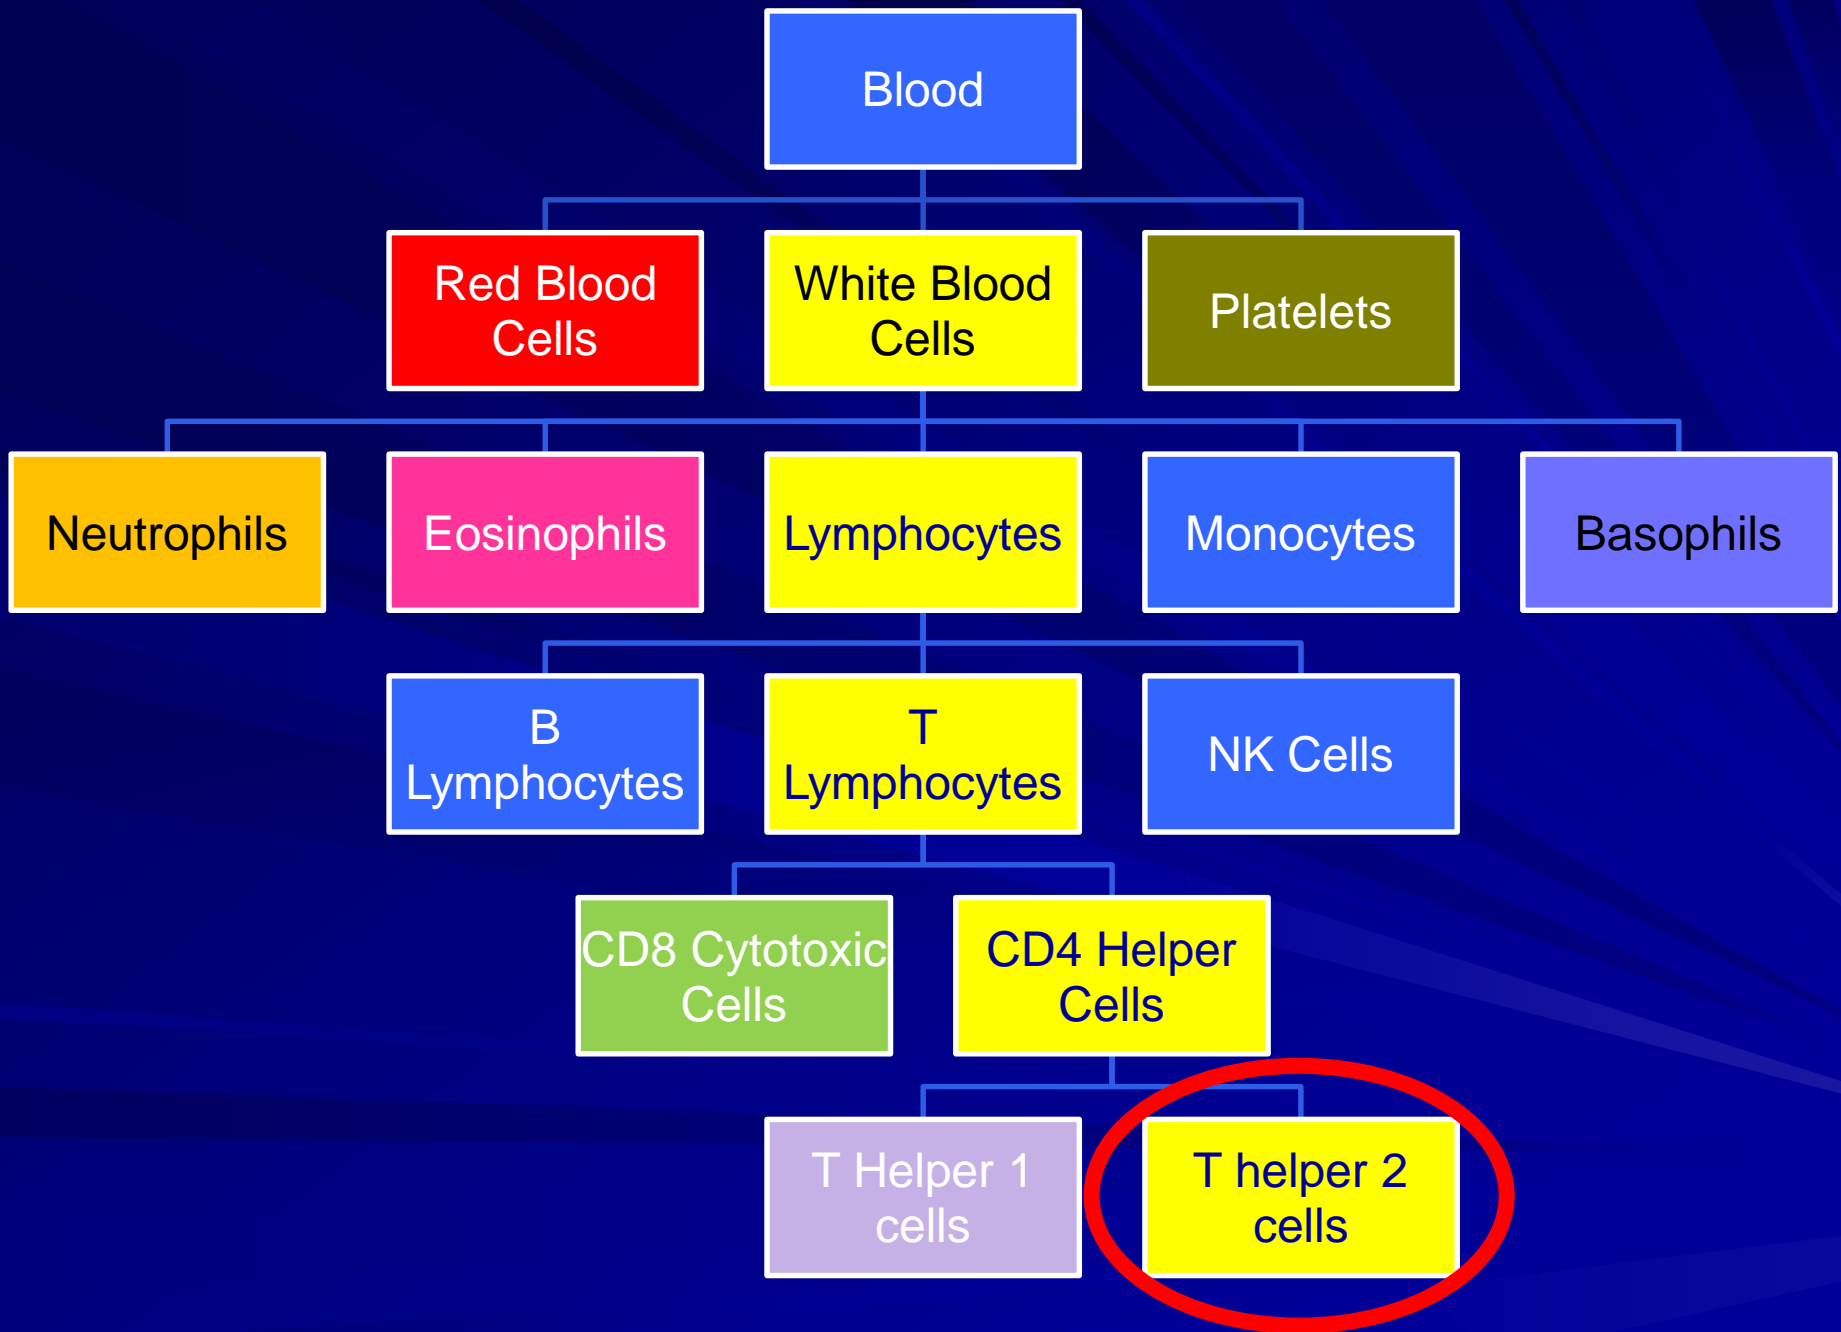 Blood
Red Blood
Cells
White Blood
Cells
Platelets
Neutrophils
Eosinophils
Lymphocytes
Monocytes
Basophils
B
Lymphocytes
T
Lymphocytes
NK Cells
CD8 Cytotoxic
Cells
CD4 Helper
Cells
T Helper 1
cells
T helper 2
cells